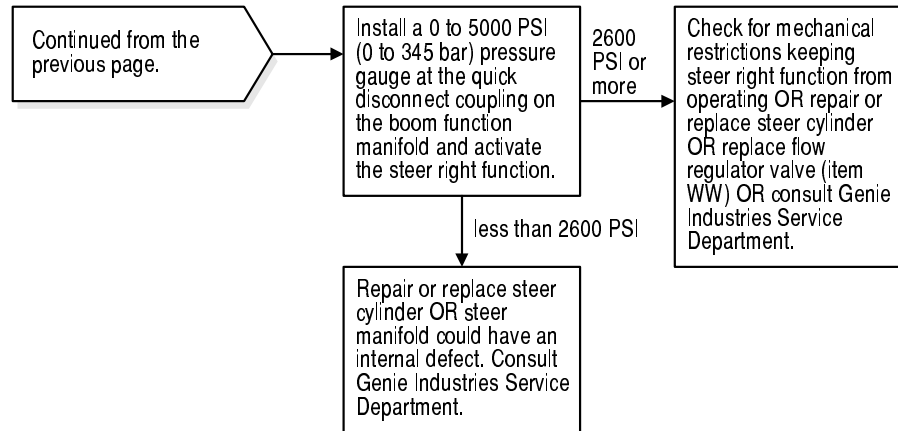 Continued from the
previous page.
Install a 0 to 5000 PSI
(0 to 345 bar) pressure
gauge at the quick
disconnect coupling on
the boom function
manifold and activate
the steer right function.
2600
PSI or
more
Check for mechanical
restrictions keeping
steer right function from
operating OR repair or
replace steer cylinder
OR replace flow
regulator valve (item
WW) OR consult Genie
Industries Service
Department.
less than 2600 PSI
Repair or replace steer
cylinder OR steer
manifold could have an
internal defect. Consult
Genie Industries Service
Department.